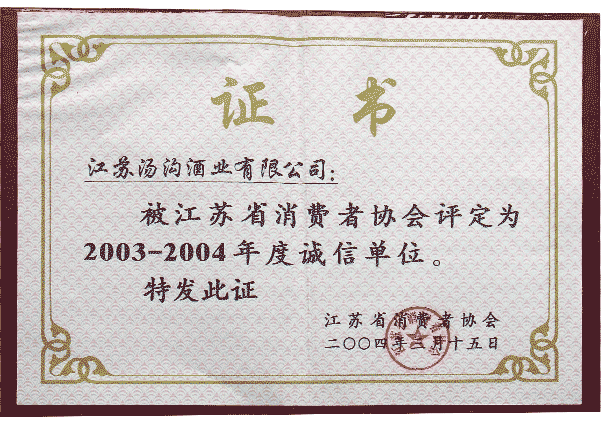 证书
江苏汤沟酒业有限公司：
被江苏省消费者协会评定为
2003-2004年度诚信单位。
特发此证
江苏省消费者协会
二〇〇四年三月十五日